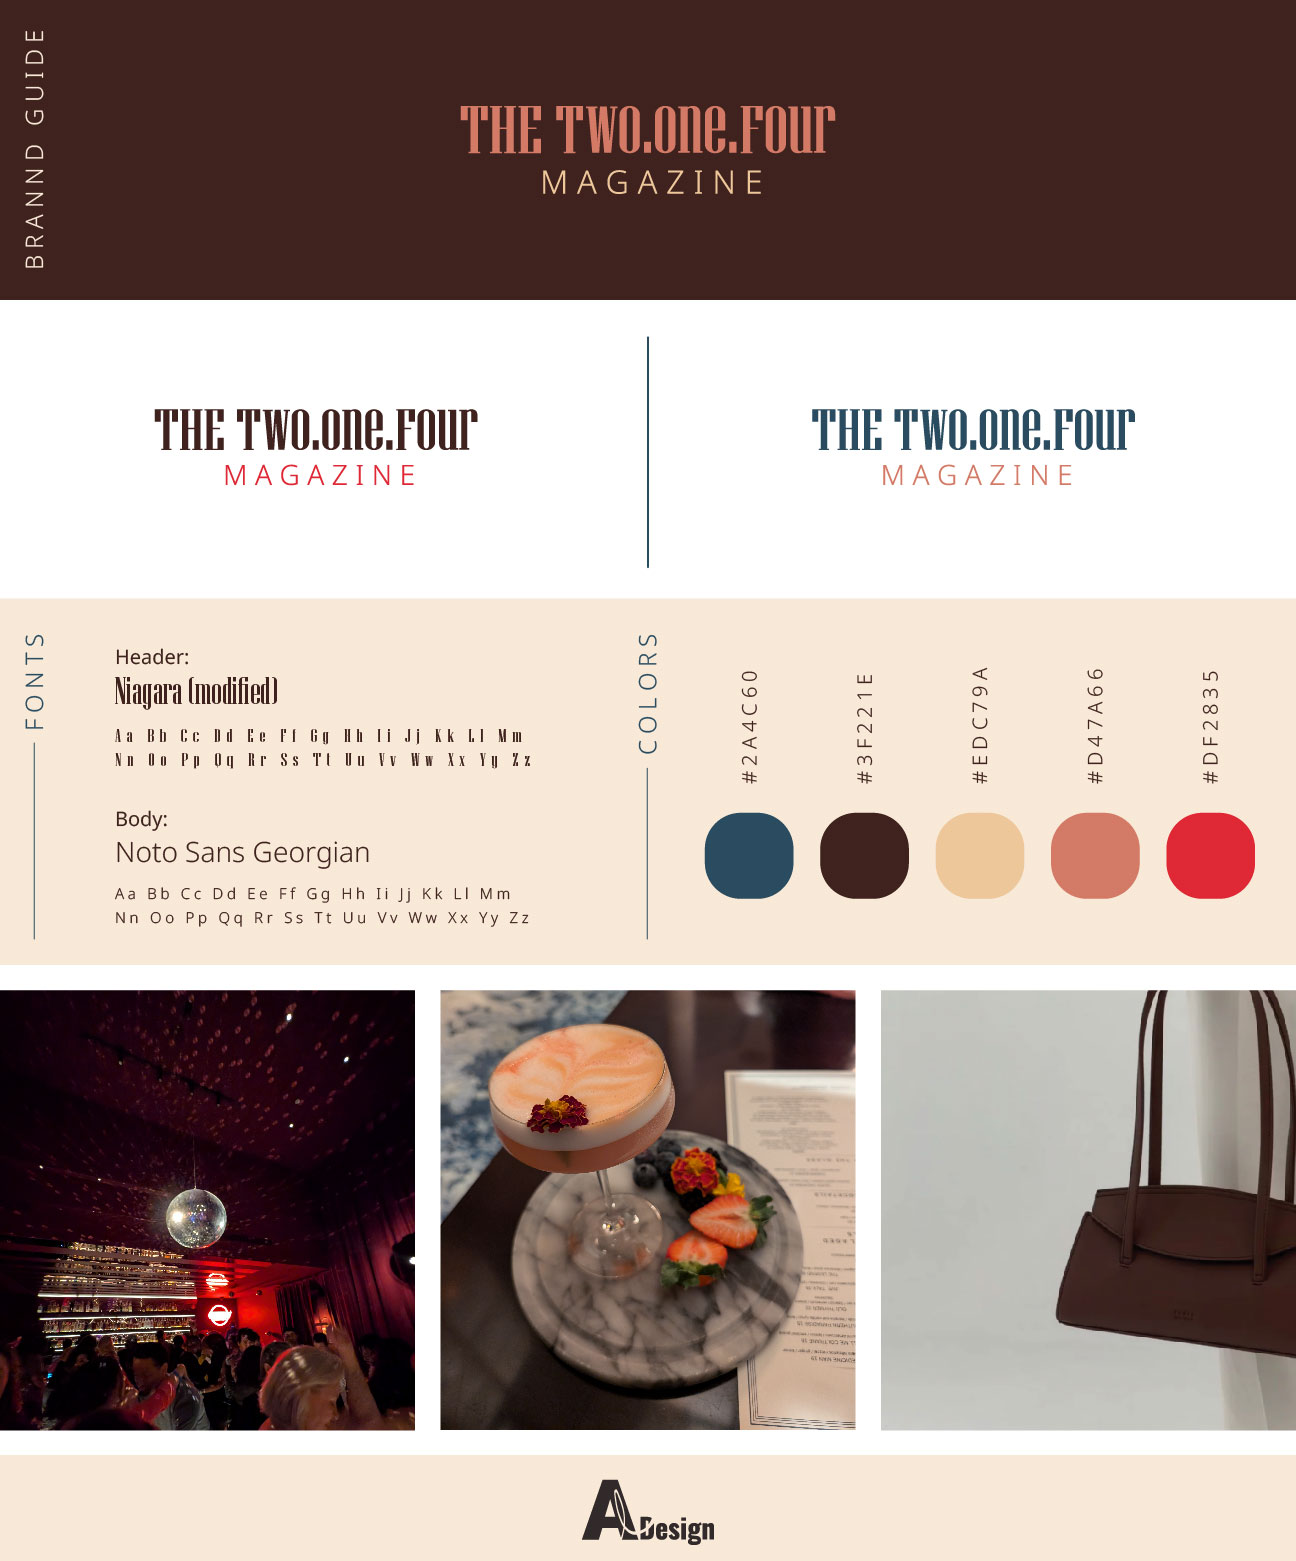 BRAND GUIDE
THE TWO.one.Four
MAGAZINE
THE TWO.one.Four
MAGAZINE
THE TWO.one.Four
MAGAZINE
FONTS
Header:
Niagara (modified)
Aa Bb Cc Dd Ee Ff Gg Hh Ii Jj Kk Ll Mm
Nn Oo Pp Qq Rr Ss Tt Uu Vv Ww Xx Yy Zz
Body:
Noto Sans Georgian
Aa Bb Cc Dd Ee Ff Gg Hh Ii Jj Kk Ll Mm
Nn Oo Pp Qq Rr Ss Tt Uu Vv Ww Xx Yy Zz
COLORS
#2A4C60
#3F221E
#EDC79A
#D47A66
#DF2835
A Design